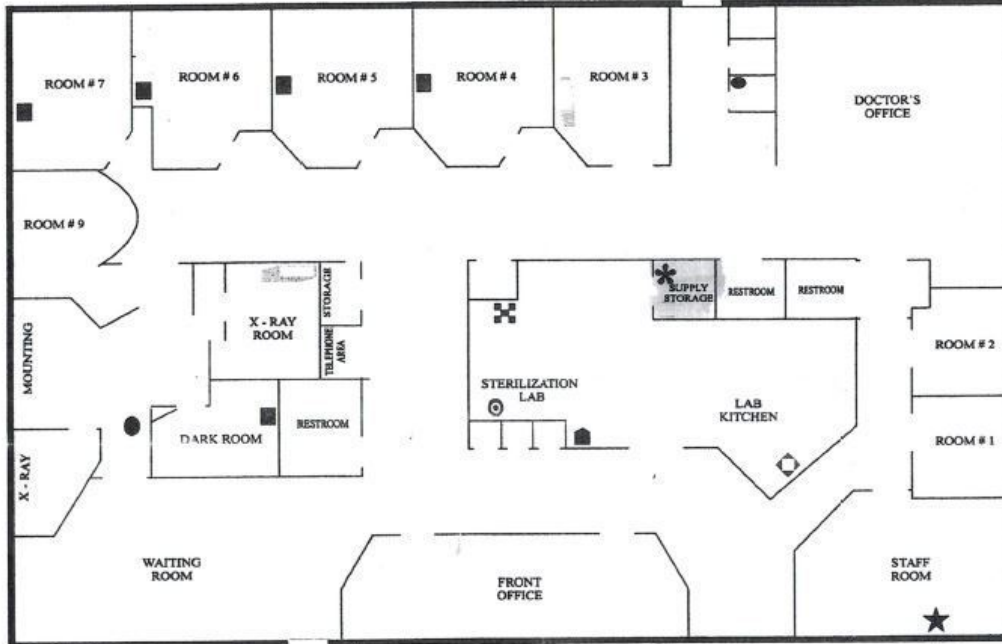 ROOM # 7
ROOM # 6
ROOM # 5
ROOM # 4
ROOM # 3
DOCTOR'S
OFFICE
ROOM # 9
STORAGE
SUPPLY
STORAGE
RESTROOM
RESTROOM
X - RAY
ROOM
TELEPHONE
AREA
MOUNTING
ROOM # 2
STERILIZATION
LAB
LAB
KITCHEN
DARK ROOM
RESTROOM
ROOM # 1
X - RAY
WAITING
ROOM
FRONT
OFFICE
STAFF
ROOM